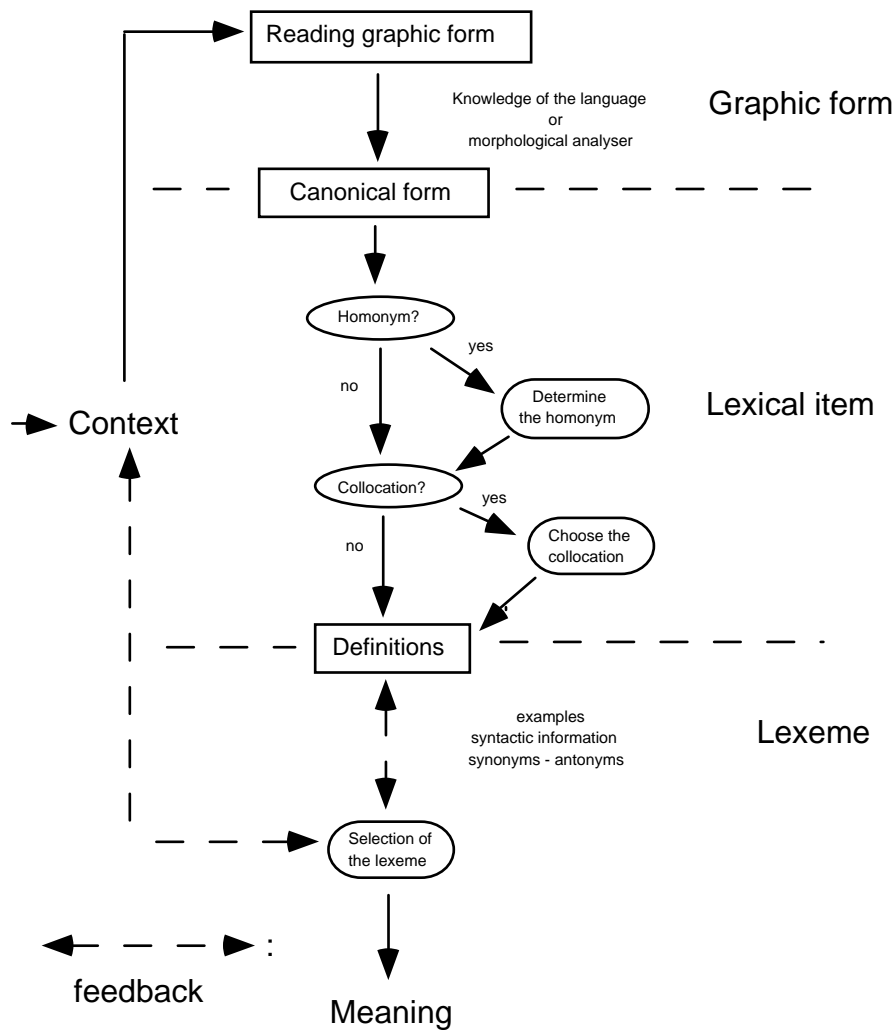 Reading graphic form
Knowledge of the language
or
morphological analyser
Graphic form
Canonical form
Homonym?
yes
no
Determine
the homonym
Lexical item
Context
Collocation?
yes
no
Choose the
collocation
Definitions
examples
syntactic information
synonyms - antonyms
Lexeme
Selection of
the lexeme
:
feedback
Meaning